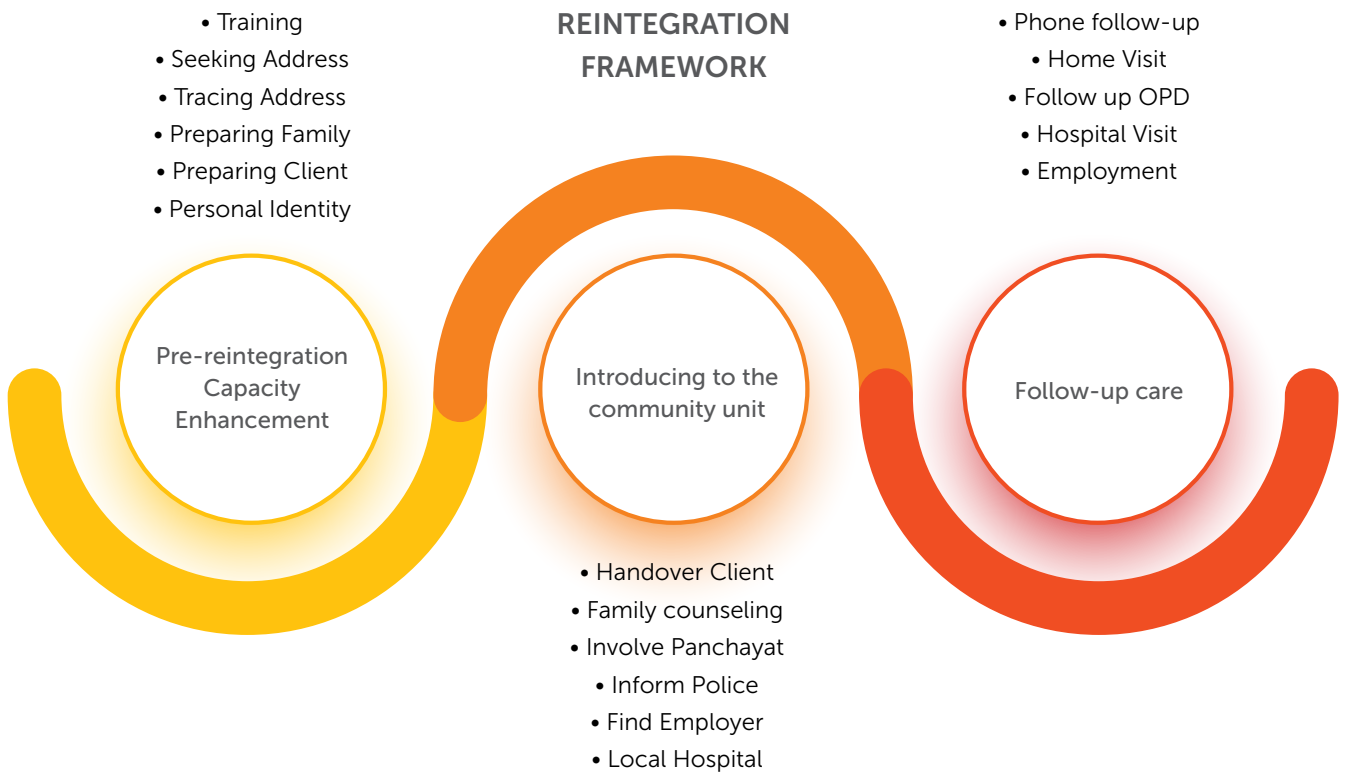 REINTEGRATION
FRAMEWORK
• Training
• Seeking Address
• Tracing Address
• Preparing Family
• Preparing Client
• Personal Identity
Pre-reintegration
Capacity
Enhancement
Introducing to the
community unit
• Handover Client
• Family counseling
• Involve Panchayat
• Inform Police
• Find Employer
• Local Hospital
• Phone follow-up
• Home Visit
• Follow up OPD
• Hospital Visit
• Employment
Follow-up care